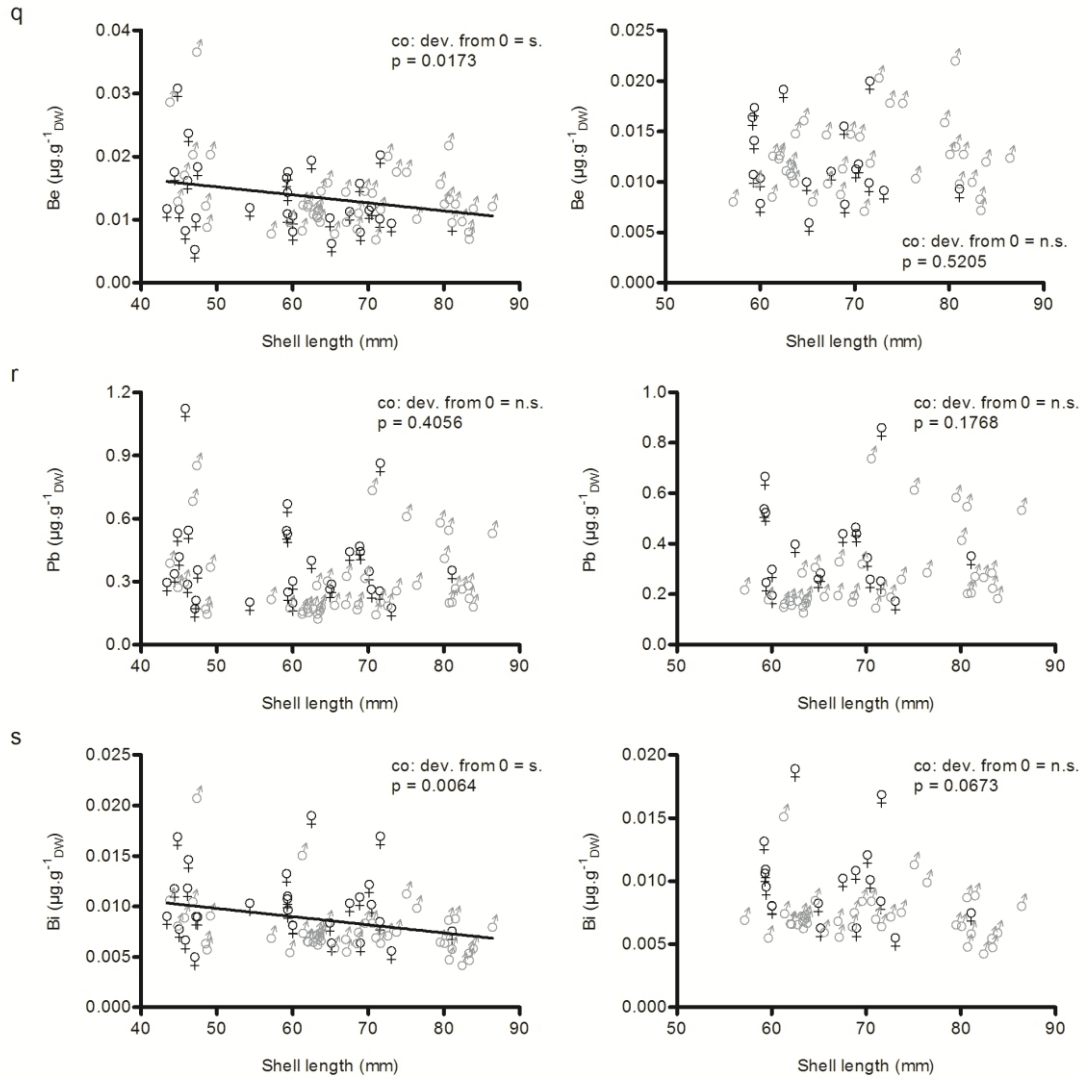 q
0.04
0.03
0.02
0.01
0.00
Be (µg.g⁻¹DW)
40 50 60 70 80 90
Shell length (mm)
co: dev. from 0 = s.
p = 0.0173
0.025
0.020
0.015
0.010
0.005
0.000
Be (µg.g⁻¹DW)
50 60 70 80 90
Shell length (mm)
co: dev. from 0 = n.s.
p = 0.5205
r
1.2
0.9
0.6
0.3
0.0
Pb (µg.g⁻¹DW)
40 50 60 70 80 90
Shell length (mm)
co: dev. from 0 = n.s.
p = 0.4056
1.0
0.8
0.6
0.4
0.2
0.0
Pb (µg.g⁻¹DW)
50 60 70 80 90
Shell length (mm)
co: dev. from 0 = n.s.
p = 0.1768
s
0.025
0.020
0.015
0.010
0.005
0.000
Bi (µg.g⁻¹DW)
40 50 60 70 80 90
Shell length (mm)
co: dev. from 0 = s.
p = 0.0064
0.020
0.015
0.010
0.005
0.000
Bi (µg.g⁻¹DW)
50 60 70 80 90
Shell length (mm)
co: dev. from 0 = n.s.
p = 0.0673